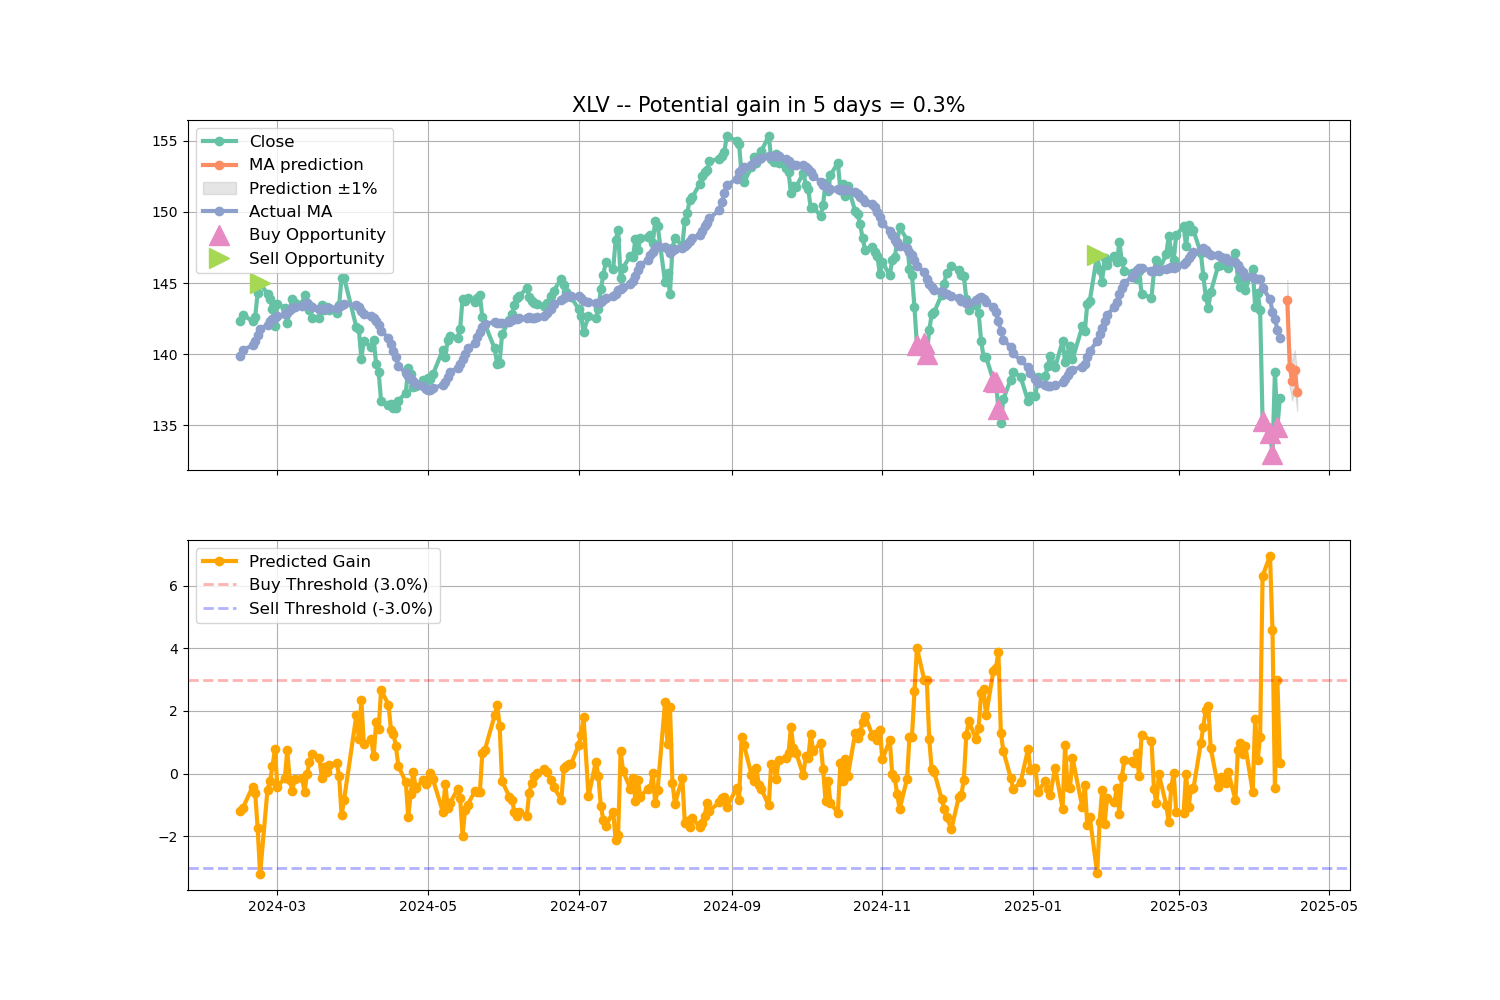 XLV -- Potential gain in 5 days = 0.3%
155
150
145
140
135
Close
MA prediction
Prediction ±1%
Actual MA
Buy Opportunity
Sell Opportunity
6
4
2
0
−2
Predicted Gain
Buy Threshold (3.0%)
Sell Threshold (-3.0%)
2024-03
2024-05
2024-07
2024-09
2024-11
2025-01
2025-03
2025-05